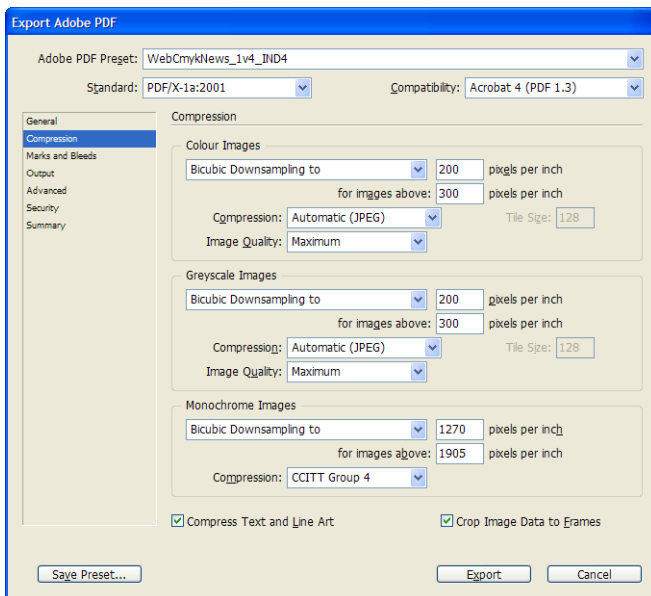 Export Adobe PDF
Adobe PDF Preset: WebCmykNews_1v4_IND4
Standard: PDF/X-1a:2001 Compatibility: Acrobat 4 (PDF 1.3)
General
Compression
Marks and Bleeds
Output
Advanced
Security
Summary
Compression
Colour Images
Bicubic Downsampling to 200 pixels per inch
for images above: 300 pixels per inch
Compression: Automatic (JPEG) Tile Size: 128
Image Quality: Maximum
Greyscale Images
Bicubic Downsampling to 200 pixels per inch
for images above: 300 pixels per inch
Compression: Automatic (JPEG) Tile Size: 128
Image Quality: Maximum
Monochrome Images
Bicubic Downsampling to 1270 pixels per inch
for images above: 1905 pixels per inch
Compression: CCITT Group 4
Compress Text and Line Art Crop Image Data to Frames
Save Preset... Export Cancel